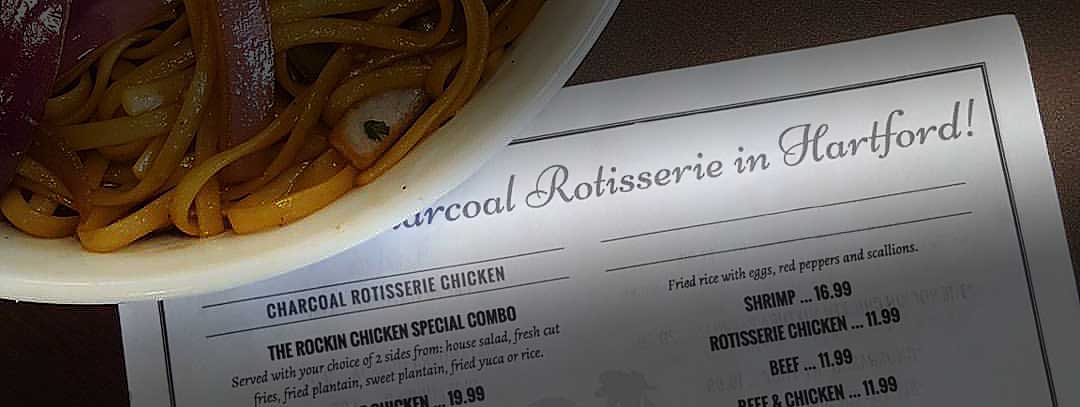 Rotisserie in Hartford!
CHARCOAL ROTISSERIE CHICKEN
THE ROCKIN CHICKEN SPECIAL COMBO
Served with your choice of 2 sides from: house salad, fresh cut
fries, fried plantain, sweet plantain, fried yuca or rice.
CHICKEN ... 19.99
Fried rice with eggs, red peppers and scallions.
SHRIMP ... 16.99
ROTISSERIE CHICKEN ... 11.99
BEEF ... 11.99
BEEF & CHICKEN ... 11.99